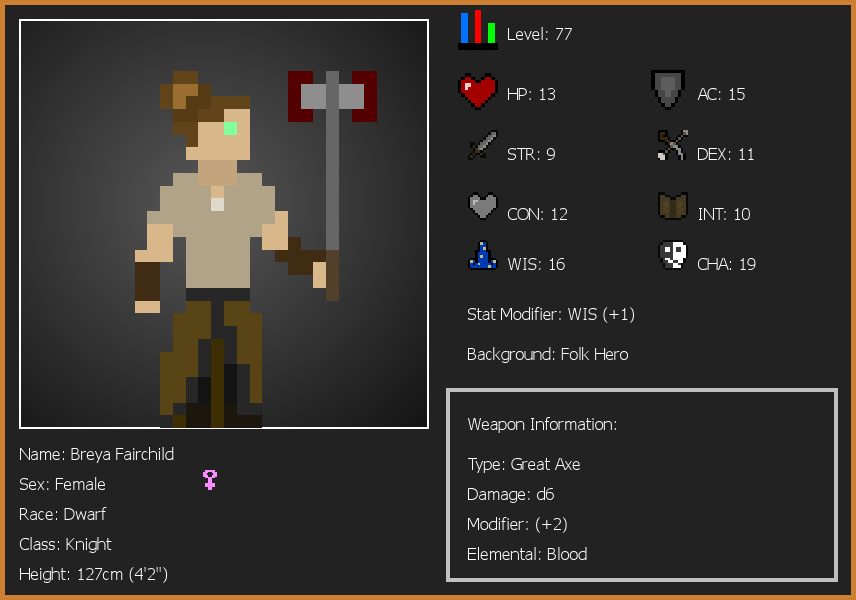 Level: 77
HP: 13
AC: 15
STR: 9
DEX: 11
CON: 12
INT: 10
WIS: 16
CHA: 19
Stat Modifier: WIS (+1)
Background: Folk Hero
Weapon Information:
Type: Great Axe
Damage: d6
Modifier: (+2)
Elemental: Blood
Name: Breya Fairchild
Sex: Female
Race: Dwarf
Class: Knight
Height: 127cm (4'2")